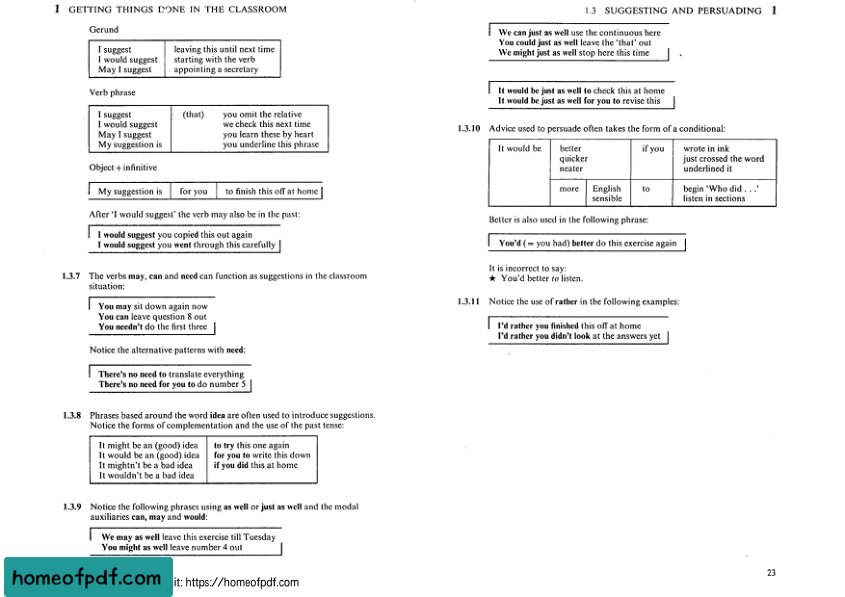 1 GETTING THINGS DONE IN THE CLASSROOM
Gerund
I suggest leaving this until next time
I would suggest starting with the verb
May I suggest appointing a secretary
Verb phrase
I suggest (that) you omit the relative
I would suggest we check this next time
May I suggest you learn these by heart
My suggestion is you underline this phrase
Object + infinitive
My suggestion is for you to finish this off at home
After 'I would suggest' the verb may also be in the past:
I would suggest you copied this out again
I would suggest you went through this carefully
1.3.7 The verbs may, can and need can function as suggestions in the classroom
situation:
You may sit down again now
You can leave question 8 out
You needn't do the first three
Notice the alternative patterns with need:
There's no need to translate everything
There's no need for you to do number 5
1.3.8 Phrases based around the word idea are often used to introduce suggestions.
Notice the forms of complementation and the use of the past tense:
It might be an (good) idea to try this one again
It would be an (good) idea for you to write this down
It mightn't be a bad idea if you did this at home
It wouldn't be a bad idea
1.3.9 Notice the following phrases using as well or just as well and the modal
auxiliaries can, may and would:
We may as well leave this exercise till Tuesday
You might as well leave number 4 out
homeofpdf.com it: https://homeofpdf.com
1.3 SUGGESTING AND PERSUADING 1
We can just as well use the continuous here
You could just as well leave the 'that' out
We might just as well stop here this time
It would be just as well to check this at home
It would be just as well for you to revise this
1.3.10 Advice used to persuade often takes the form of a conditional:
It would be better if you wrote in ink
quicker just crossed the word
neater underlined it
more English to begin 'Who did . . .'
sensible listen in sections
Better is also used in the following phrase:
You'd (= you had) better do this exercise again
It is incorrect to say:
★ You'd better to listen.
1.3.11 Notice the use of rather in the following examples:
I'd rather you finished this off at home
I'd rather you didn't look at the answers yet
23